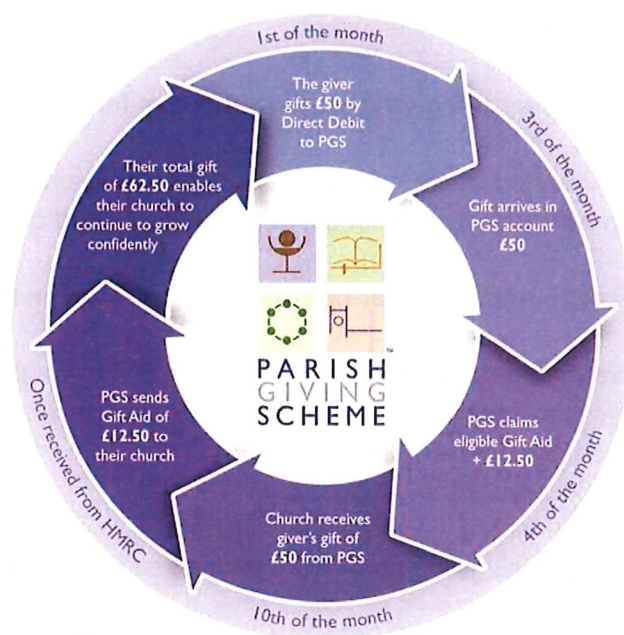 1st of the month
The giver
gifts £50 by
Direct Debit
to PGS
3rd of the month
Gift arrives in
PGS account
£50
4th of the month
PGS claims
eligible Gift Aid
+ £12.50
10th of the month
Church receives
giver's gift of
£50 from PGS
Once received from HMRC
PGS sends
Gift Aid of
£12.50 to
their church
Their total gift
of £62.50 enables
their church to
continue to grow
confidently
PARISH
GIVING
SCHEME
TM